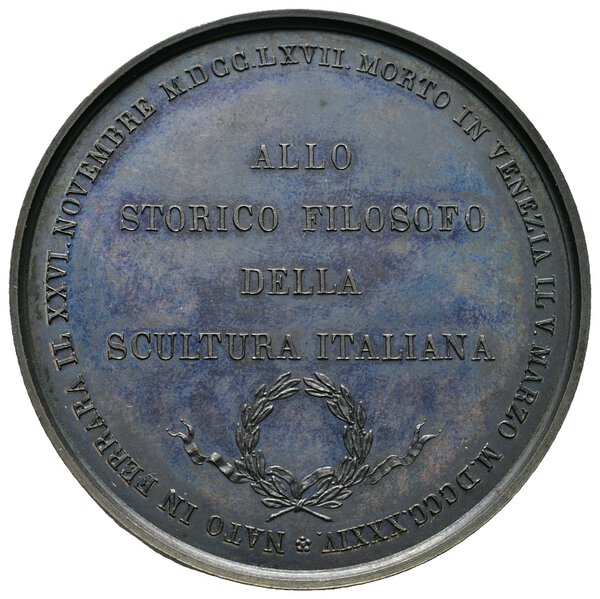 NATO IN FERRARA IL XXVI. NOVEMBRE MDCC.LXVII. MORTO IN VENEZIA IL V MARZO M.DCCC.XXXIV.
ALLO
STORICO FILOSOFO
DELLA
SCULTURA ITALIANA